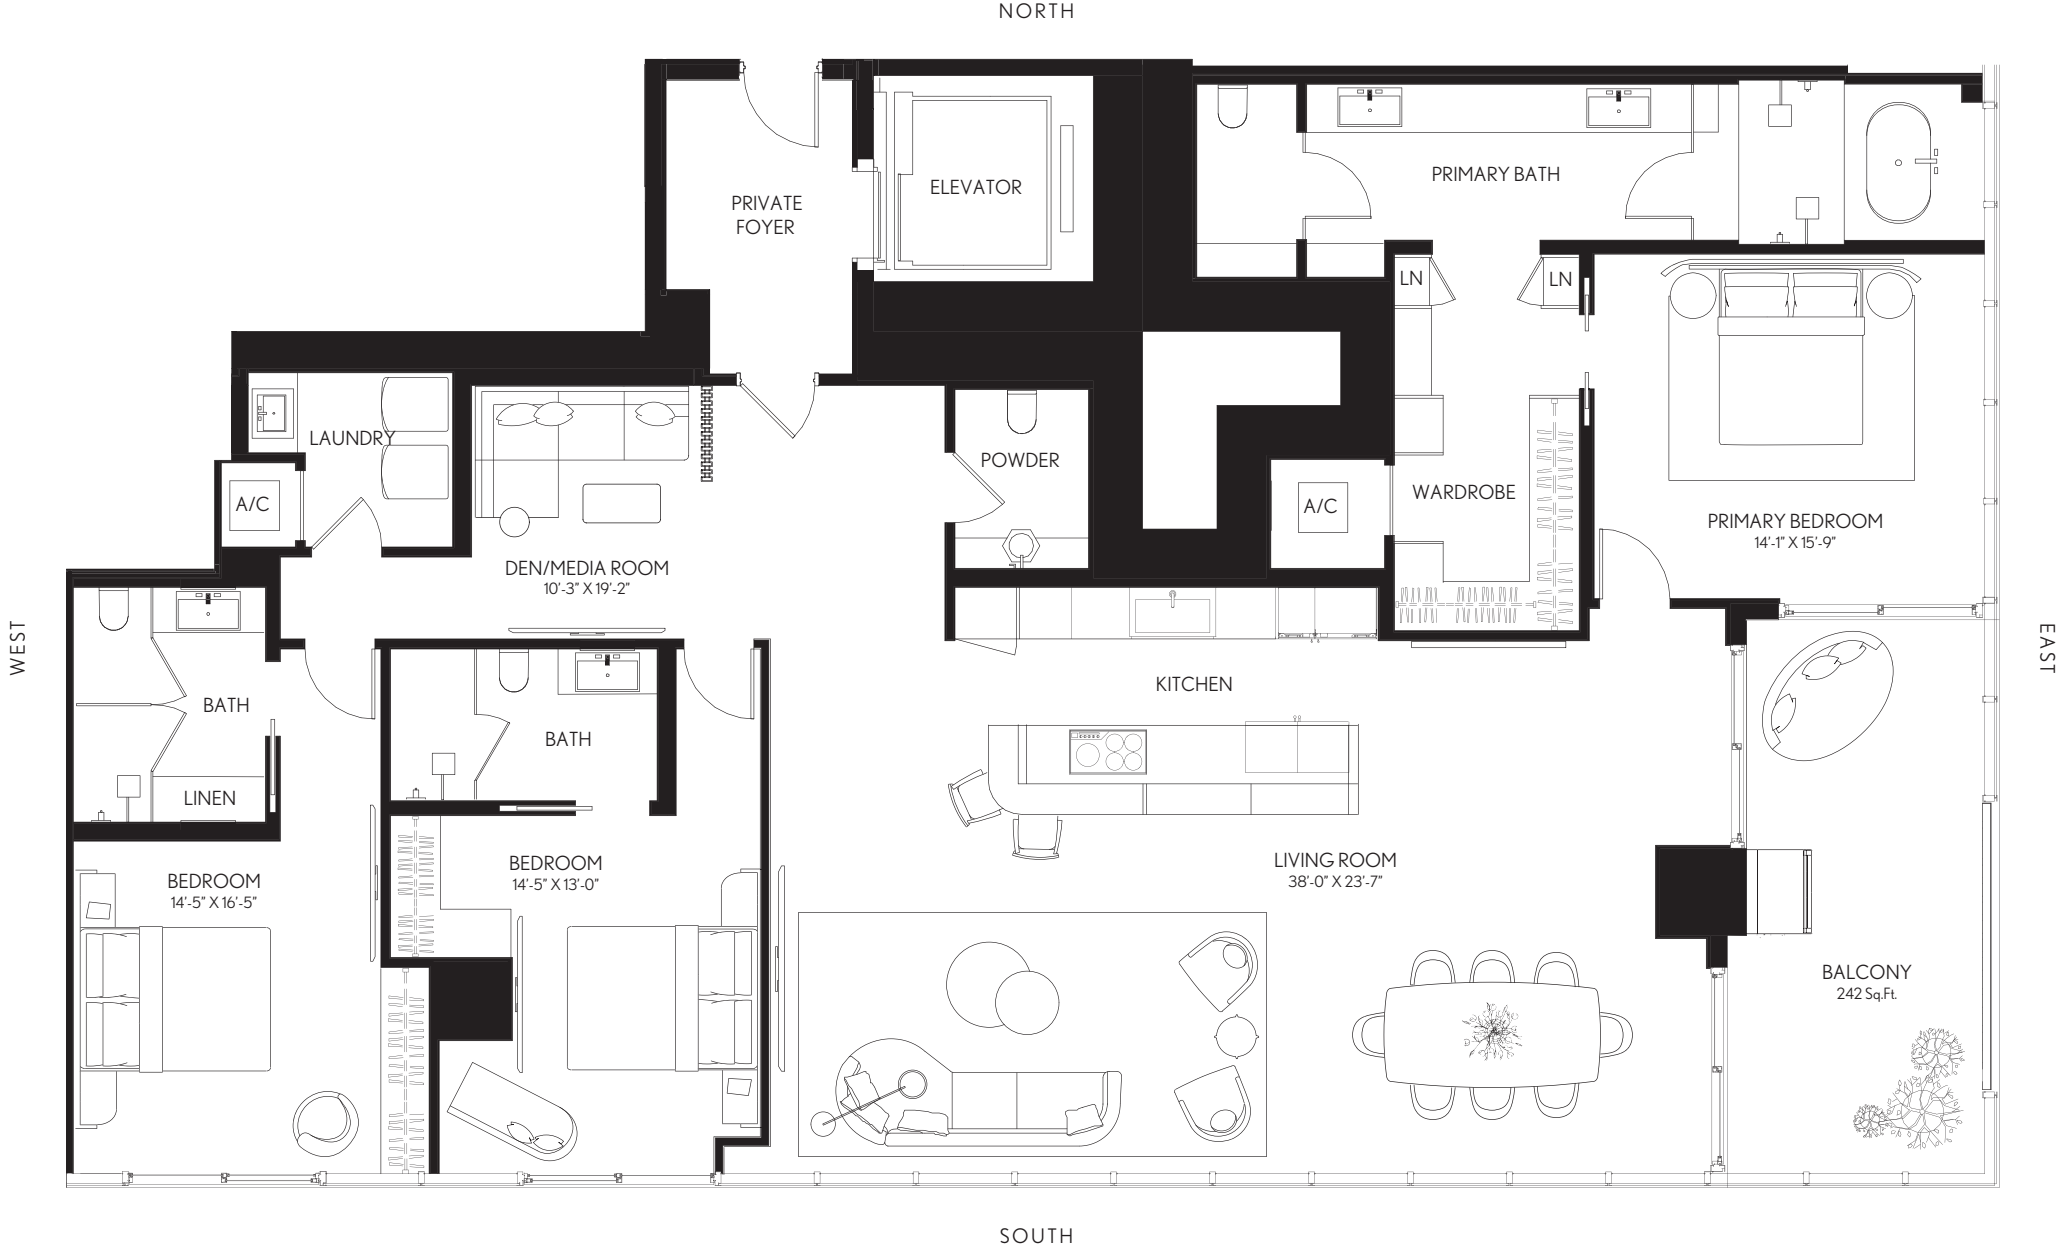 NORTH
PRIVATE
FOYER
ELEVATOR
PRIMARY BATH
LN
LN
LAUNDRY
A/C
POWDER
A/C
WARDROBE
PRIMARY BEDROOM
14'-1" X 15'-9"
DEN/MEDIA ROOM
10'-3" X 19'-2"
WEST
EAST
BATH
LINEN
BATH
KITCHEN
BEDROOM
14'-5" X 16'-5"
BEDROOM
14'-5" X 13'-0"
LIVING ROOM
38'-0" X 23'-7"
BALCONY
242 Sq.Ft.
SOUTH